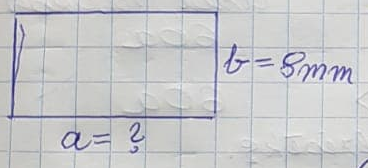 b = 8mm
a = ?